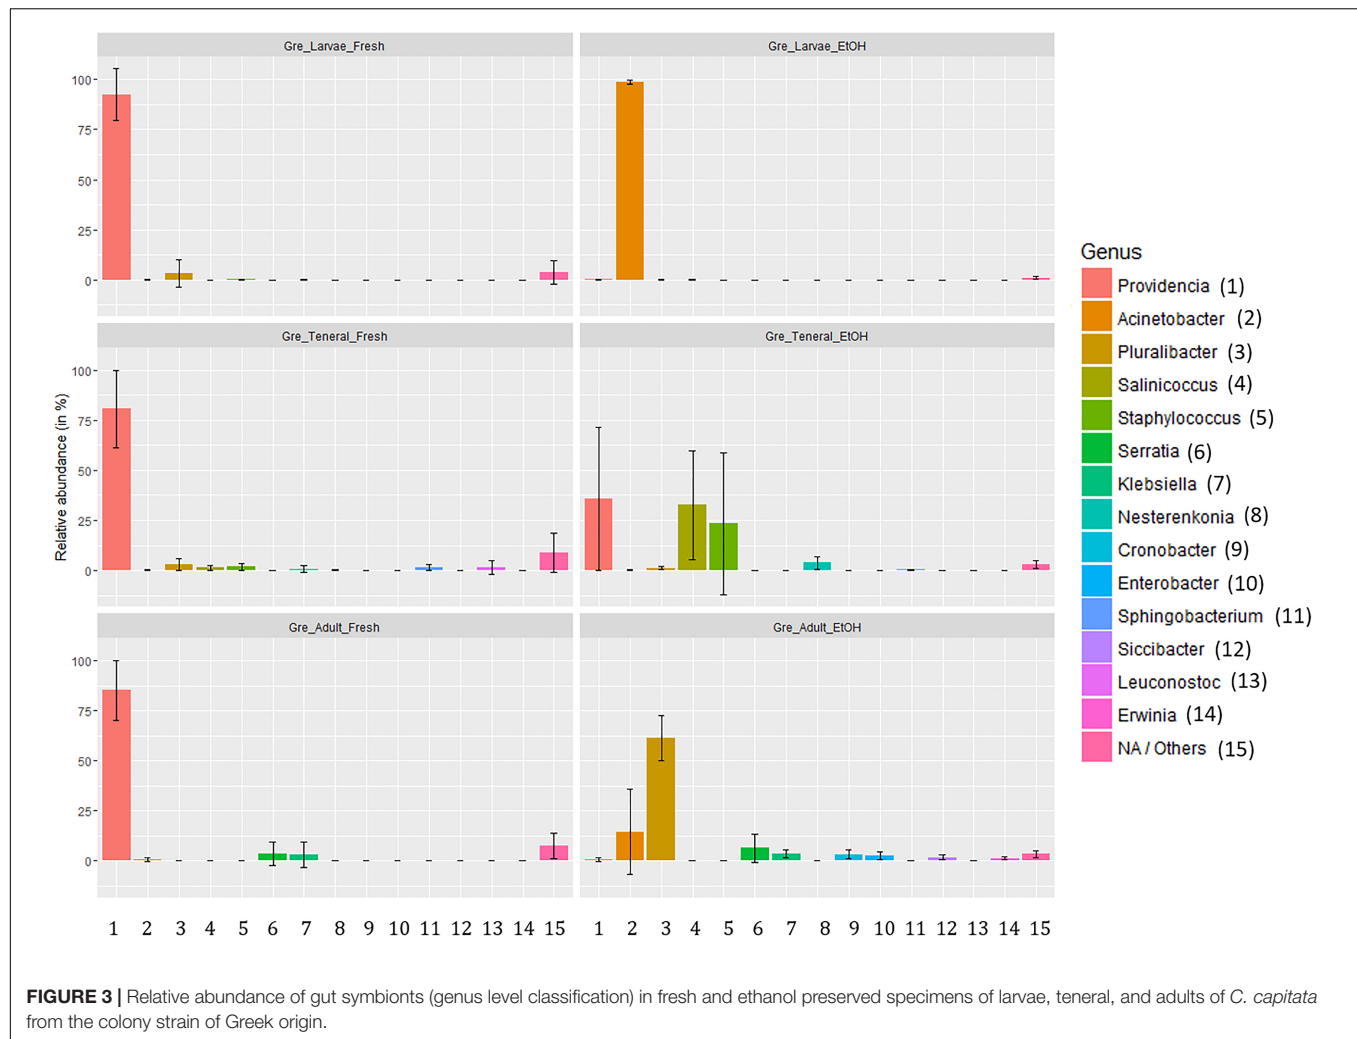 Gre_Larvae_Fresh
Gre_Larvae_EtOH
100
75
50
25
0
Gre_Teneral_Fresh
Gre_Teneral_EtOH
100
75
50
25
0
Relative abundance (in %)
Gre_Adult_Fresh
Gre_Adult_EtOH
100
75
50
25
0
1 2 3 4 5 6 7 8 9 10 11 12 13 14 15
1 2 3 4 5 6 7 8 9 10 11 12 13 14 15
Genus
Providencia (1)
Acinetobacter (2)
Pluralibacter (3)
Salinicoccus (4)
Staphylococcus (5)
Serratia (6)
Klebsiella (7)
Nesterenkonia (8)
Cronobacter (9)
Enterobacter (10)
Sphingobacterium (11)
Siccibacter (12)
Leuconostoc (13)
Erwinia (14)
NA / Others (15)
FIGURE 3 | Relative abundance of gut symbionts (genus level classification) in fresh and ethanol preserved specimens of larvae, teneral, and adults of C. capitata
from the colony strain of Greek origin.